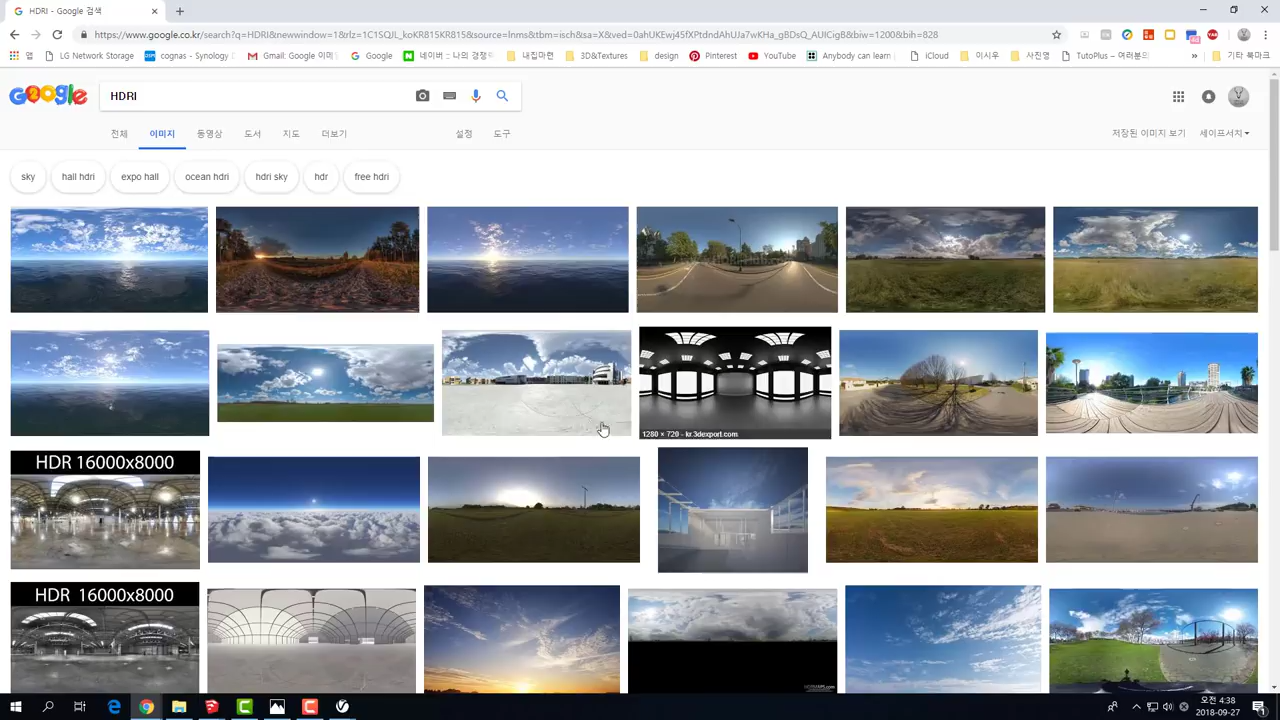 HDRI - Google 검색
https://www.google.co.kr/search?q=HDRI&newwindow=1&rlz=1C1SQJL_koKR815KR815&source=lnms&tbm=isch&sa=X&ved=0ahUKEwj45fXPtdndAhUJa7wKHa_gBDsQ_AUICigB&biw=1200&bih=828
앱 LG Network Storage cognas - Synology Gmail: Google 이메 Google 네이버 :: 나의 경쟁력 내집마련 3D&Textures design Pinterest YouTube Anybody can learn iCloud 이시우 사진영 TutoPlus - 여러분의 » 기타 북마크
Google HDRI
전체 이미지 동영상 도서 지도 더보기 설정 도구 저장된 이미지 보기 세이프서치
sky hall hdri expo hall ocean hdri hdri sky hdr free hdri
1280 × 720 - kr.3dexport.com
HDR 16000x8000
HDR 16000x8000
오전 4:38
2018-09-27